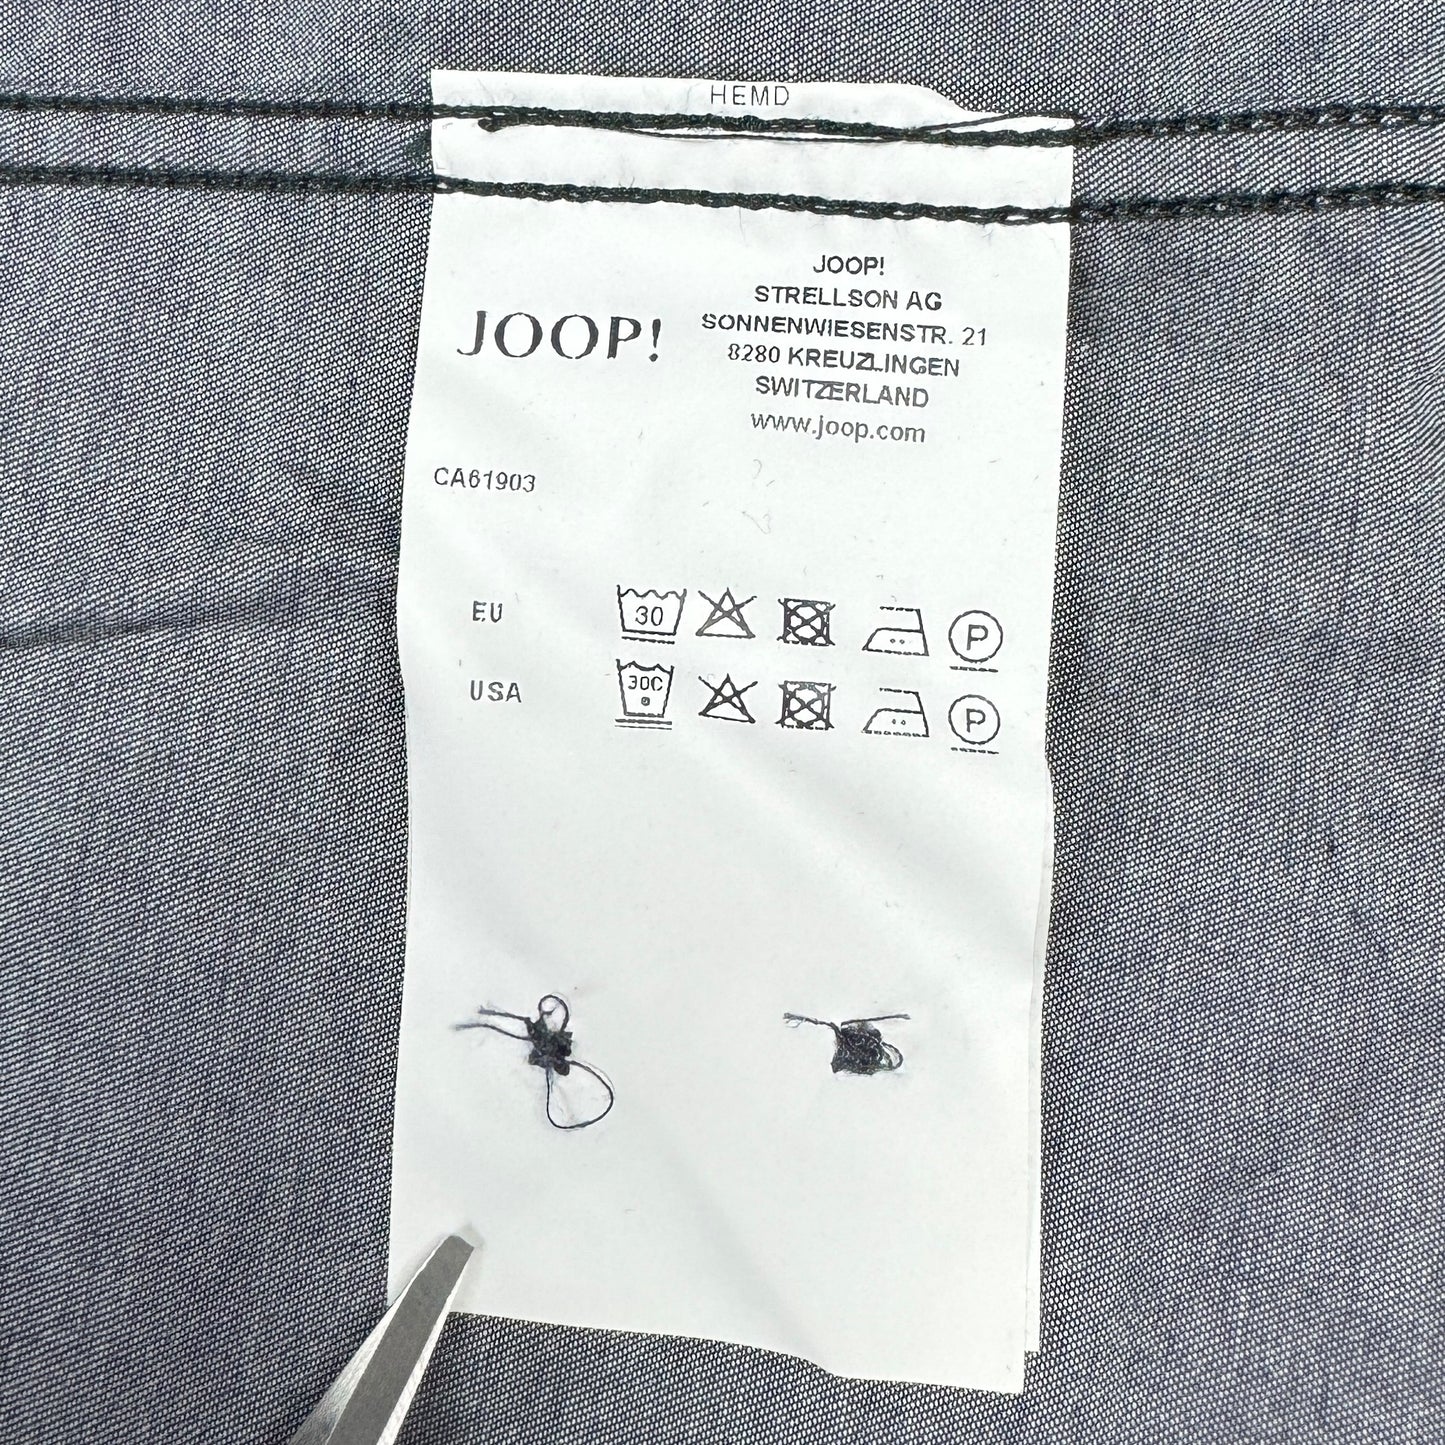 HEMD
JOOP!
JOOP!
STRELLSON AG
SONNENWIESENSTR. 21
8280 KREUZLINGEN
SWITZERLAND
www.joop.com
CA61903
EU 30 P
USA 30C P